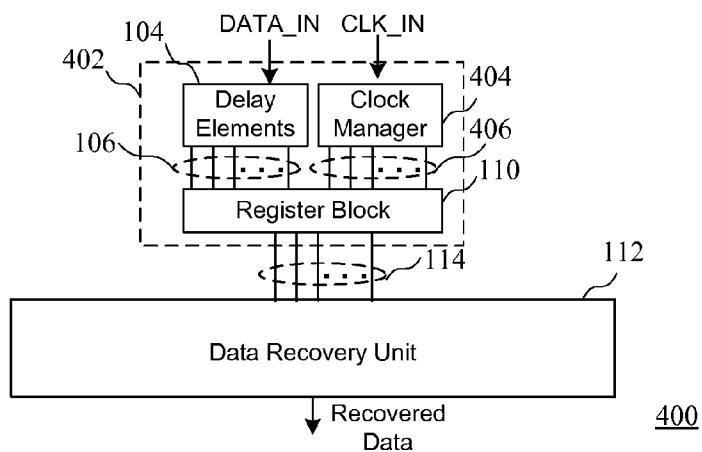 DATA_IN CLK_IN
104
402
Delay
Elements
Clock
Manager
404
106
406
110
Register Block
114
112
Data Recovery Unit
Recovered
Data
400